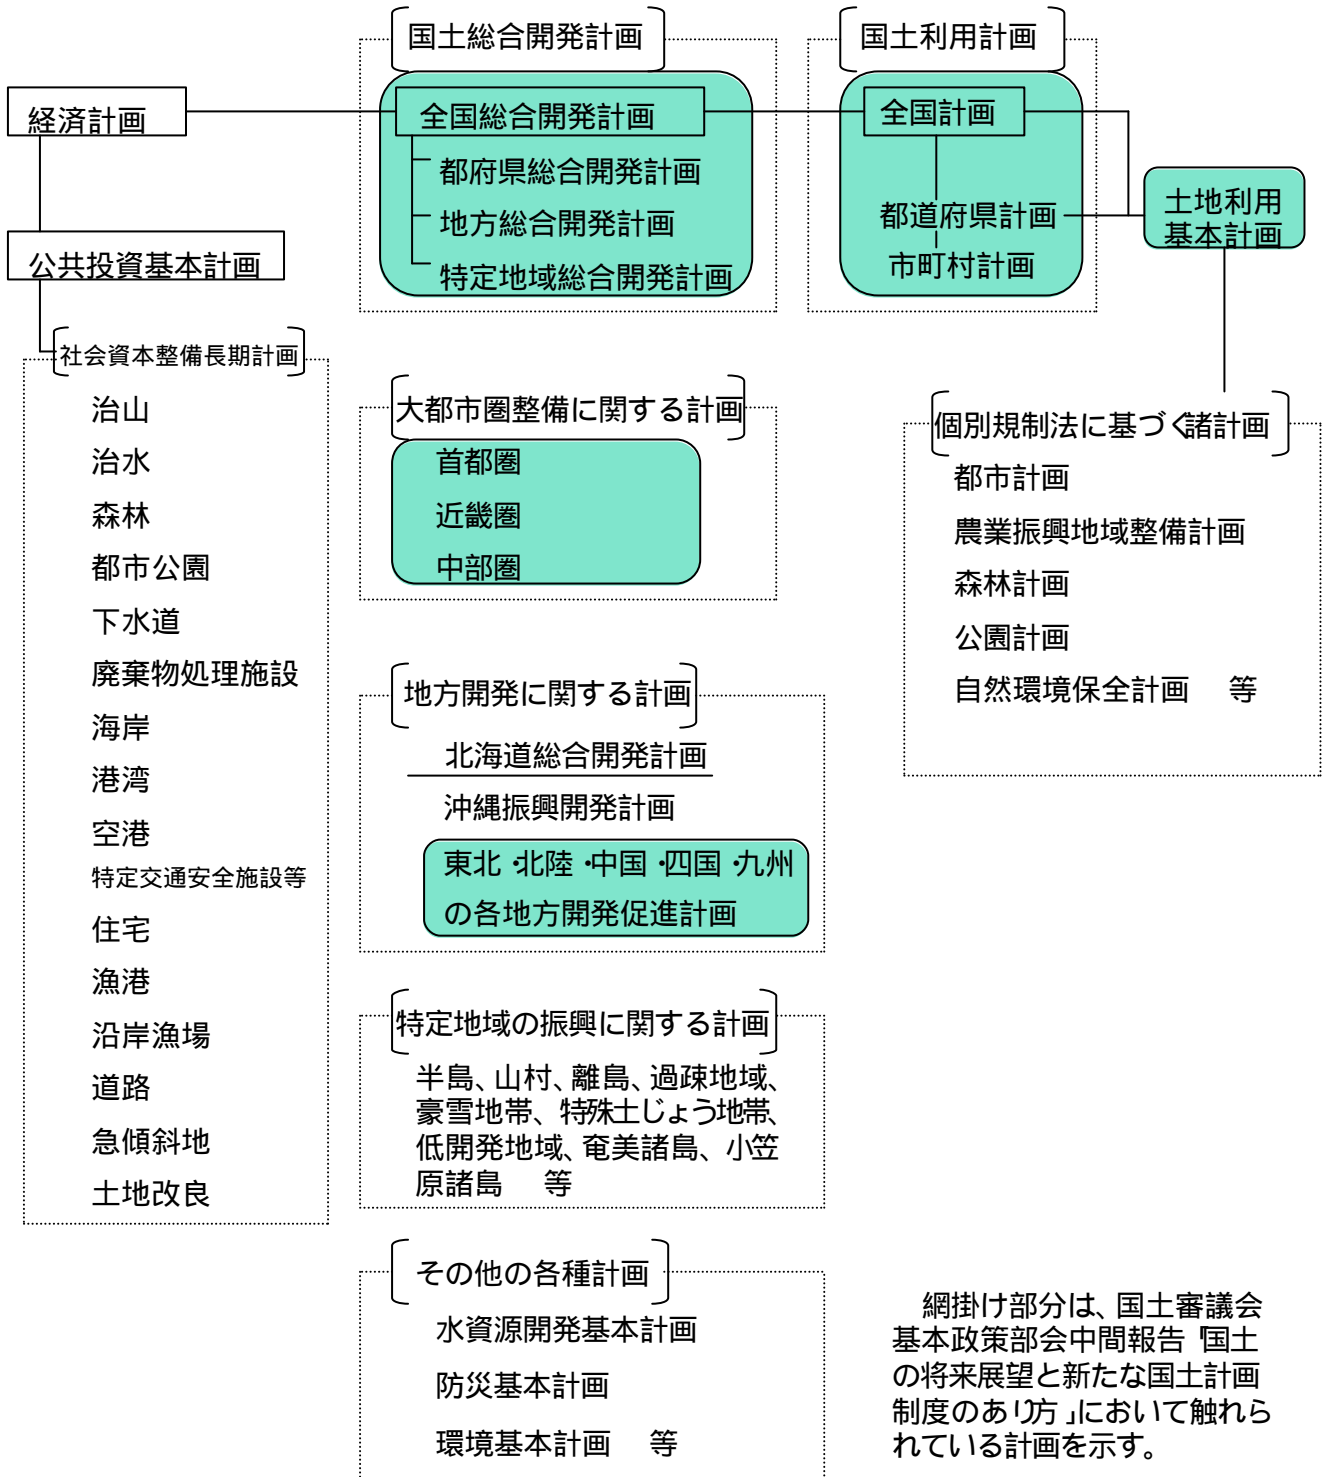 国土総合開発計画
国土利用計画
経済計画
全国総合開発計画
全国計画
都府県総合開発計画
地方総合開発計画
特定地域総合開発計画
都道府県計画
市町村計画
土地利用
基本計画
公共投資基本計画
社会資本整備長期計画
治山
治水
森林
都市公園
下水道
廃棄物処理施設
海岸
港湾
空港
特定交通安全施設等
住宅
漁港
沿岸漁場
道路
急傾斜地
土地改良
大都市圏整備に関する計画
首都圏
近畿圏
中部圏
地方開発に関する計画
北海道総合開発計画
沖縄振興開発計画
東北・北陸・中国・四国・九州
の各地方開発促進計画
特定地域の振興に関する計画
半島、山村、離島、過疎地域、
豪雪地帯、特殊土じょう地帯、
低開発地域、奄美諸島、小笠
原諸島　等
その他の各種計画
水資源開発基本計画
防災基本計画
環境基本計画　等
個別規制法に基づく諸計画
都市計画
農業振興地域整備計画
森林計画
公園計画
自然環境保全計画　等
網掛け部分は、国土審議会
基本政策部会中間報告「国土
の将来展望と新たな国土計画
制度のあり方」において触れら
れている計画を示す。